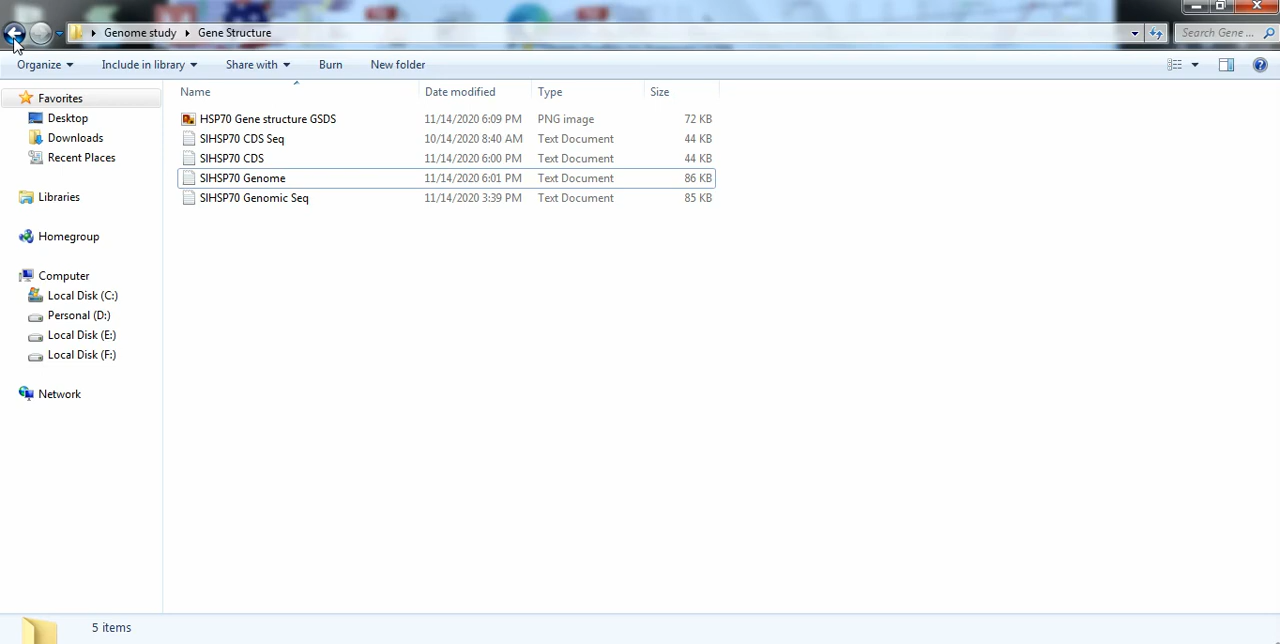 Genome study Gene Structure Search Gene ...
Organize Include in library Share with Burn New folder
Name Date modified Type Size
Favorites
Desktop
Downloads
Recent Places
Libraries
Homegroup
Computer
Local Disk (C:)
Personal (D:)
Local Disk (E:)
Local Disk (F:)
Network
HSP70 Gene structure GSDS 11/14/2020 6:09 PM PNG image 72 KB
SIHSP70 CDS Seq 10/14/2020 8:40 AM Text Document 44 KB
SIHSP70 CDS 11/14/2020 6:00 PM Text Document 44 KB
SIHSP70 Genome 11/14/2020 6:01 PM Text Document 86 KB
SIHSP70 Genomic Seq 11/14/2020 3:39 PM Text Document 85 KB
5 items